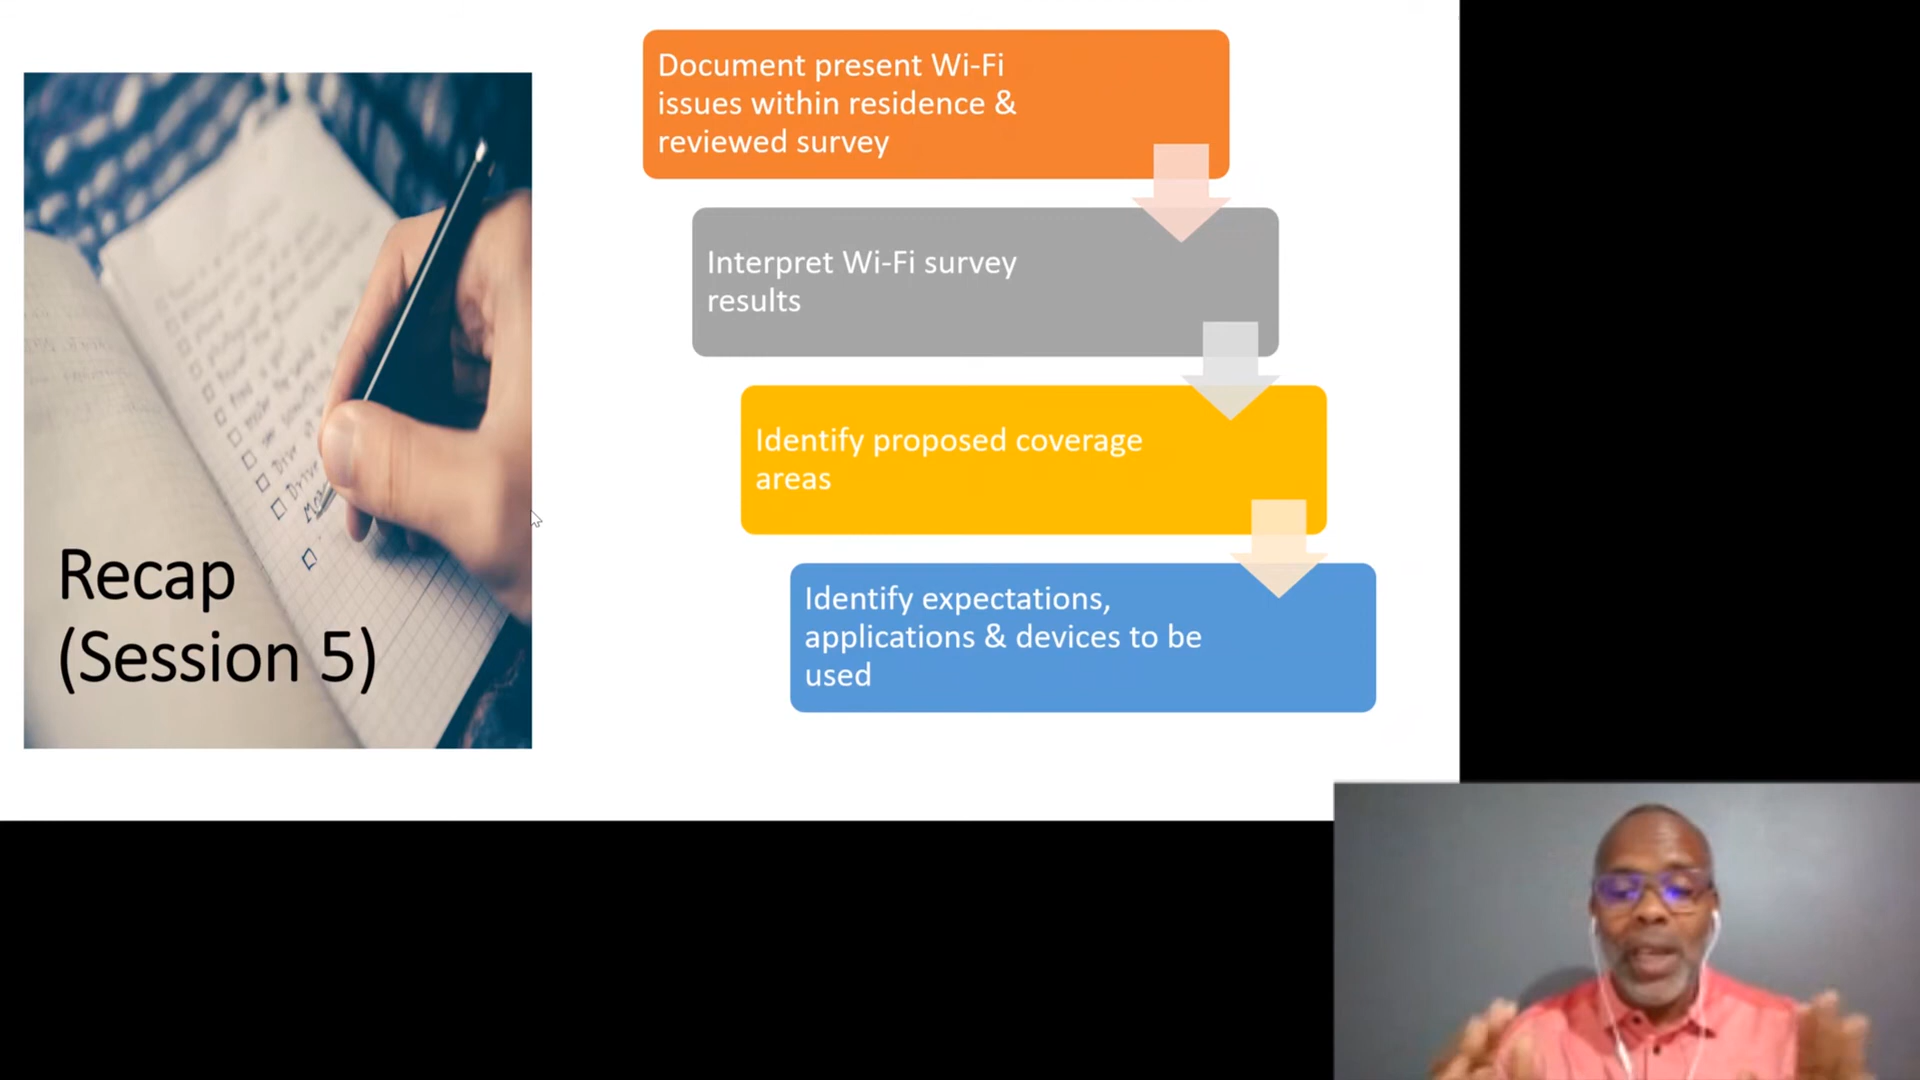 Document present Wi-Fi
issues within residence &
reviewed survey
Interpret Wi-Fi survey
results
Identify proposed coverage
areas
Identify expectations,
applications & devices to be
used
Recap
(Session 5)